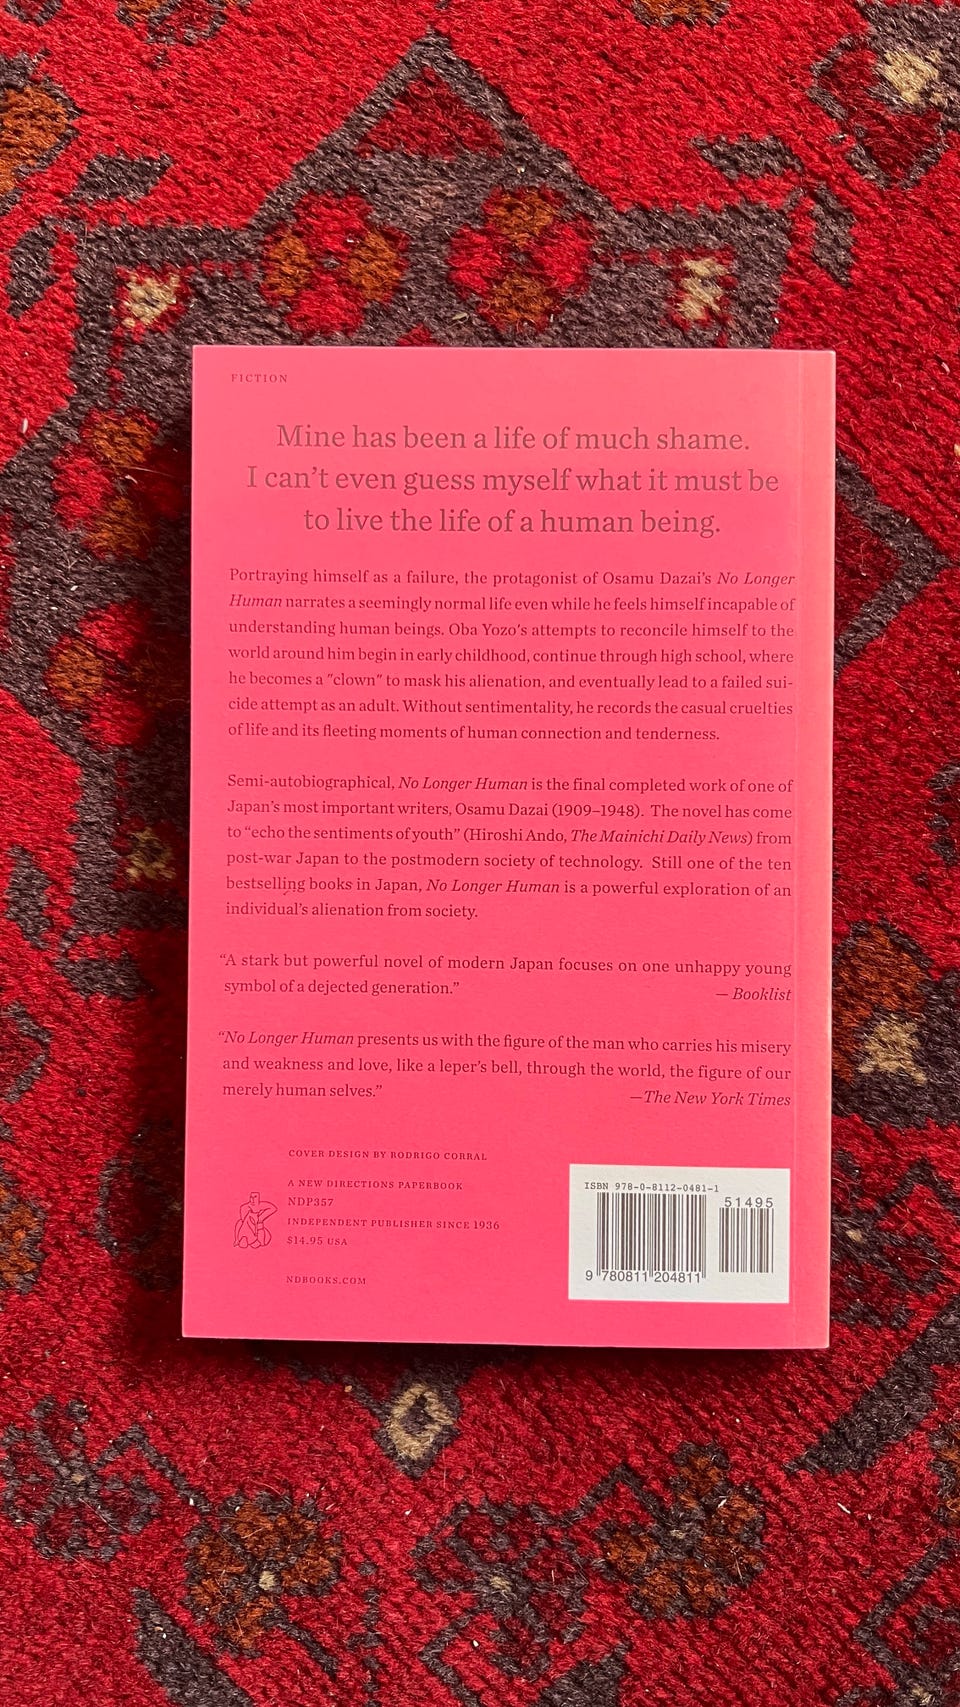 FICTION
Mine has been a life of much shame.
I can’t even guess myself what it must be
to live the life of a human being.
Portraying himself as a failure, the protagonist of Osamu Dazai’s No Longer
Human narrates a seemingly normal life even while he feels himself incapable of
understanding human beings. Oba Yozo’s attempts to reconcile himself to the
world around him begin in early childhood, continue through high school, where
he becomes a "clown" to mask his alienation, and eventually lead to a failed sui-
cide attempt as an adult. Without sentimentality, he records the casual cruelties
of life and its fleeting moments of human connection and tenderness.
Semi-autobiographical, No Longer Human is the final completed work of one of
Japan’s most important writers, Osamu Dazai (1909–1948). The novel has come
to “echo the sentiments of youth” (Hiroshi Ando, The Mainichi Daily News) from
post-war Japan to the postmodern society of technology. Still one of the ten
bestselling books in Japan, No Longer Human is a powerful exploration of an
individual’s alienation from society.
“A stark but powerful novel of modern Japan focuses on one unhappy young
symbol of a dejected generation.” — Booklist
“No Longer Human presents us with the figure of the man who carries his misery
and weakness and love, like a leper’s bell, through the world, the figure of our
merely human selves.” —The New York Times
COVER DESIGN BY RODRIGO CORRAL
A NEW DIRECTIONS PAPERBOOK
NDP357
INDEPENDENT PUBLISHER SINCE 1936
$14.95 USA
NDBOOKS.COM
ISBN 978-0-8112-0481-1
51495
9 780811 204811